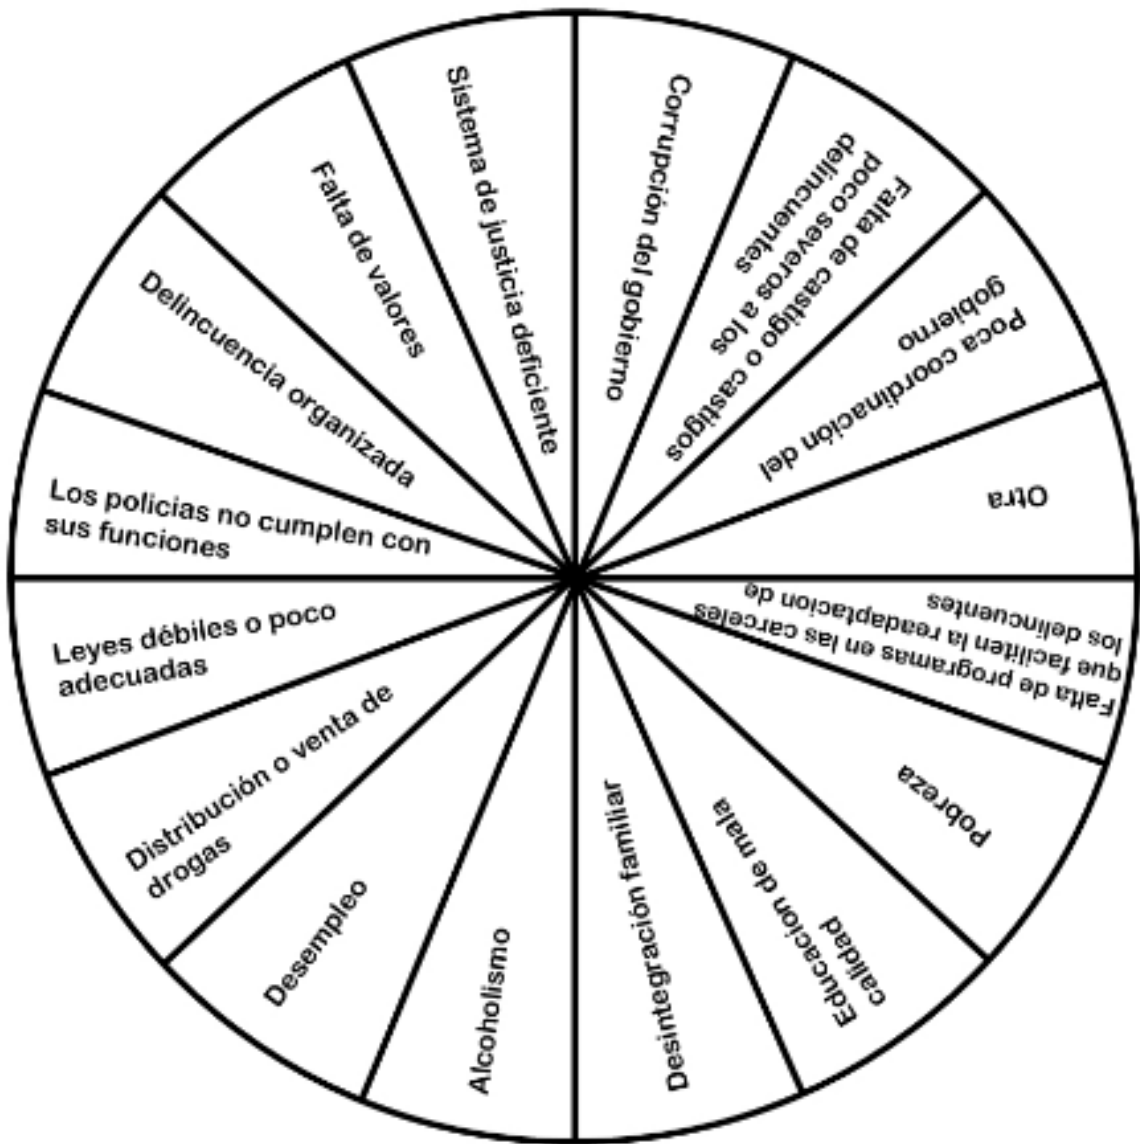 Corrupción del gobierno
Falta de castigo o castigos
poco severos a los
delincuentes
Poca coordinación del
gobierno
Otra
Falta de programas en las carceles
que faciliten la readaptacion de
los delincuentes
Pobreza
Educacion de mala
calidad
Desintegración familiar
Alcoholismo
Desempleo
Distribución o venta de
drogas
Leyes débiles o poco
adecuadas
Los policias no cumplen con
sus funciones
Delincuencia organizada
Falta de valores
Sistema de justicia deficiente